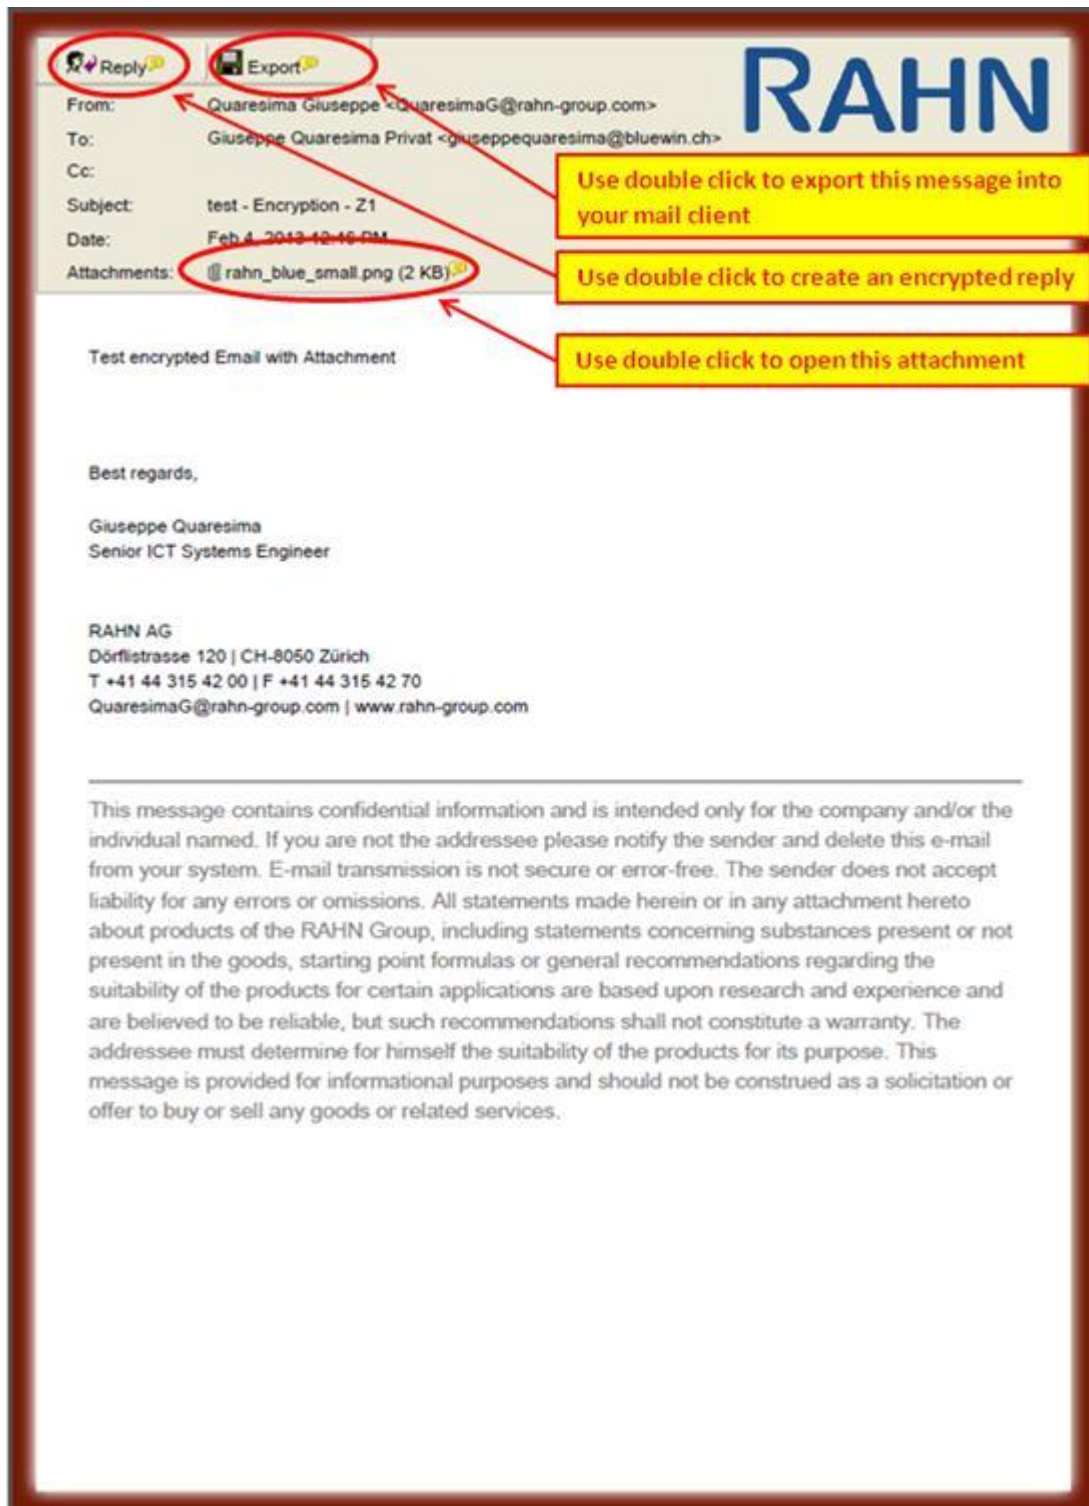 Reply
Export
RAHN
From: Quaresima Giuseppe <QuaresimaG@rahn-group.com>
To: Giuseppe Quaresima Privat <giuseppequaresima@bluewin.ch>
Cc:
Use double click to export this message into
your mail client
Subject: test - Encryption - Z1
Date: Feb 4, 2013 12:16 PM
Attachments: rahn_blue_small.png (2 KB)
Use double click to create an encrypted reply
Use double click to open this attachment
Test encrypted Email with Attachment
Best regards,
Giuseppe Quaresima
Senior ICT Systems Engineer
RAHN AG
Dörflistrasse 120 | CH-8050 Zürich
T +41 44 315 42 00 | F +41 44 315 42 70
QuaresimaG@rahn-group.com | www.rahn-group.com
This message contains confidential information and is intended only for the company and/or the
individual named. If you are not the addressee please notify the sender and delete this e-mail
from your system. E-mail transmission is not secure or error-free. The sender does not accept
liability for any errors or omissions. All statements made herein or in any attachment hereto
about products of the RAHN Group, including statements concerning substances present or not
present in the goods, starting point formulas or general recommendations regarding the
suitability of the products for certain applications are based upon research and experience and
are believed to be reliable, but such recommendations shall not constitute a warranty. The
addressee must determine for himself the suitability of the products for its purpose. This
message is provided for informational purposes and should not be construed as a solicitation or
offer to buy or sell any goods or related services.